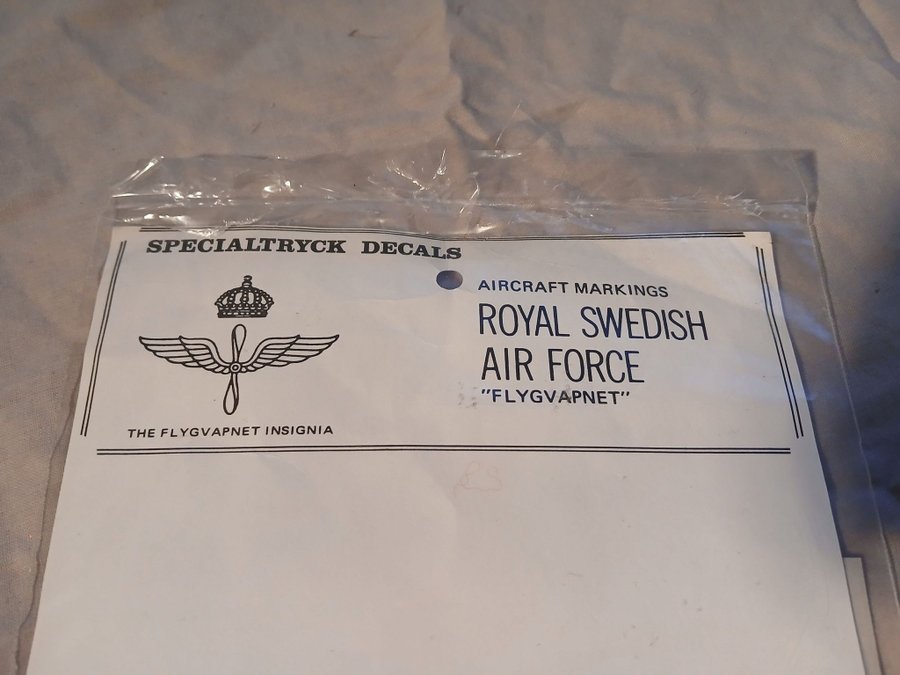 SPECIALTRYCK DECALS
AIRCRAFT MARKINGS
ROYAL SWEDISH
AIR FORCE
"FLYGVAPNET"
THE FLYGVAPNET INSIGNIA